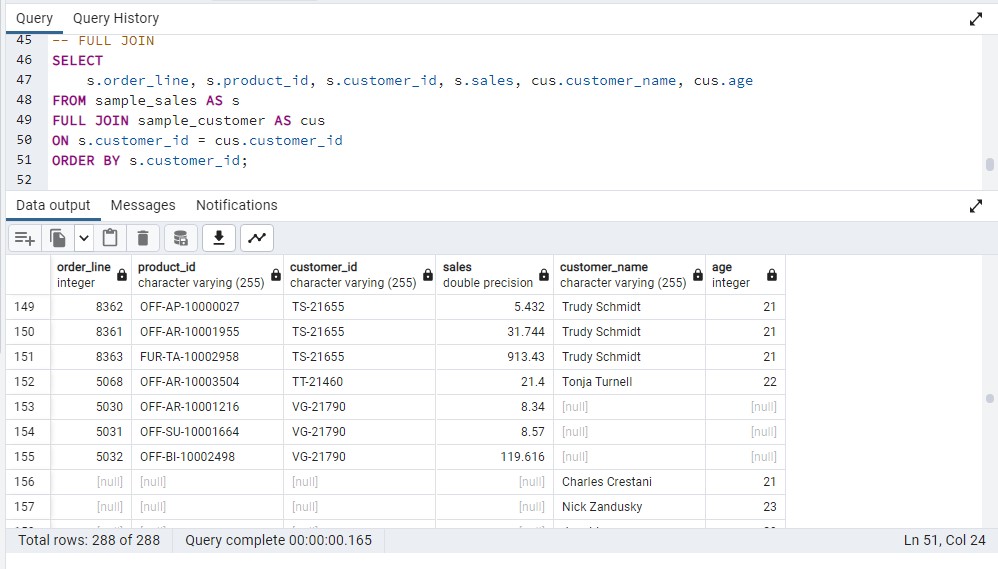 Query Query History
45 -- FULL JOIN
46 SELECT
47 s.order_line, s.product_id, s.customer_id, s.sales, cus.customer_name, cus.age
48 FROM sample_sales AS s
49 FULL JOIN sample_customer AS cus
50 ON s.customer_id = cus.customer_id
51 ORDER BY s.customer_id;
52
Data output Messages Notifications
order_line product_id customer_id sales customer_name age
integer character varying (255) character varying (255) double precision character varying (255) integer
149 8362 OFF-AP-10000027 TS-21655 5.432 Trudy Schmidt 21
150 8361 OFF-AR-10001955 TS-21655 31.744 Trudy Schmidt 21
151 8363 FUR-TA-10002958 TS-21655 913.43 Trudy Schmidt 21
152 5068 OFF-AR-10003504 TT-21460 21.4 Tonja Turnell 22
153 5030 OFF-AR-10001216 VG-21790 8.34 [null] [null]
154 5031 OFF-SU-10001664 VG-21790 8.57 [null] [null]
155 5032 OFF-BI-10002498 VG-21790 119.616 [null] [null]
156 [null] [null] [null] [null] Charles Crestani 21
157 [null] [null] [null] [null] Nick Zandusky 23
Total rows: 288 of 288 Query complete 00:00:00.165 Ln 51, Col 24